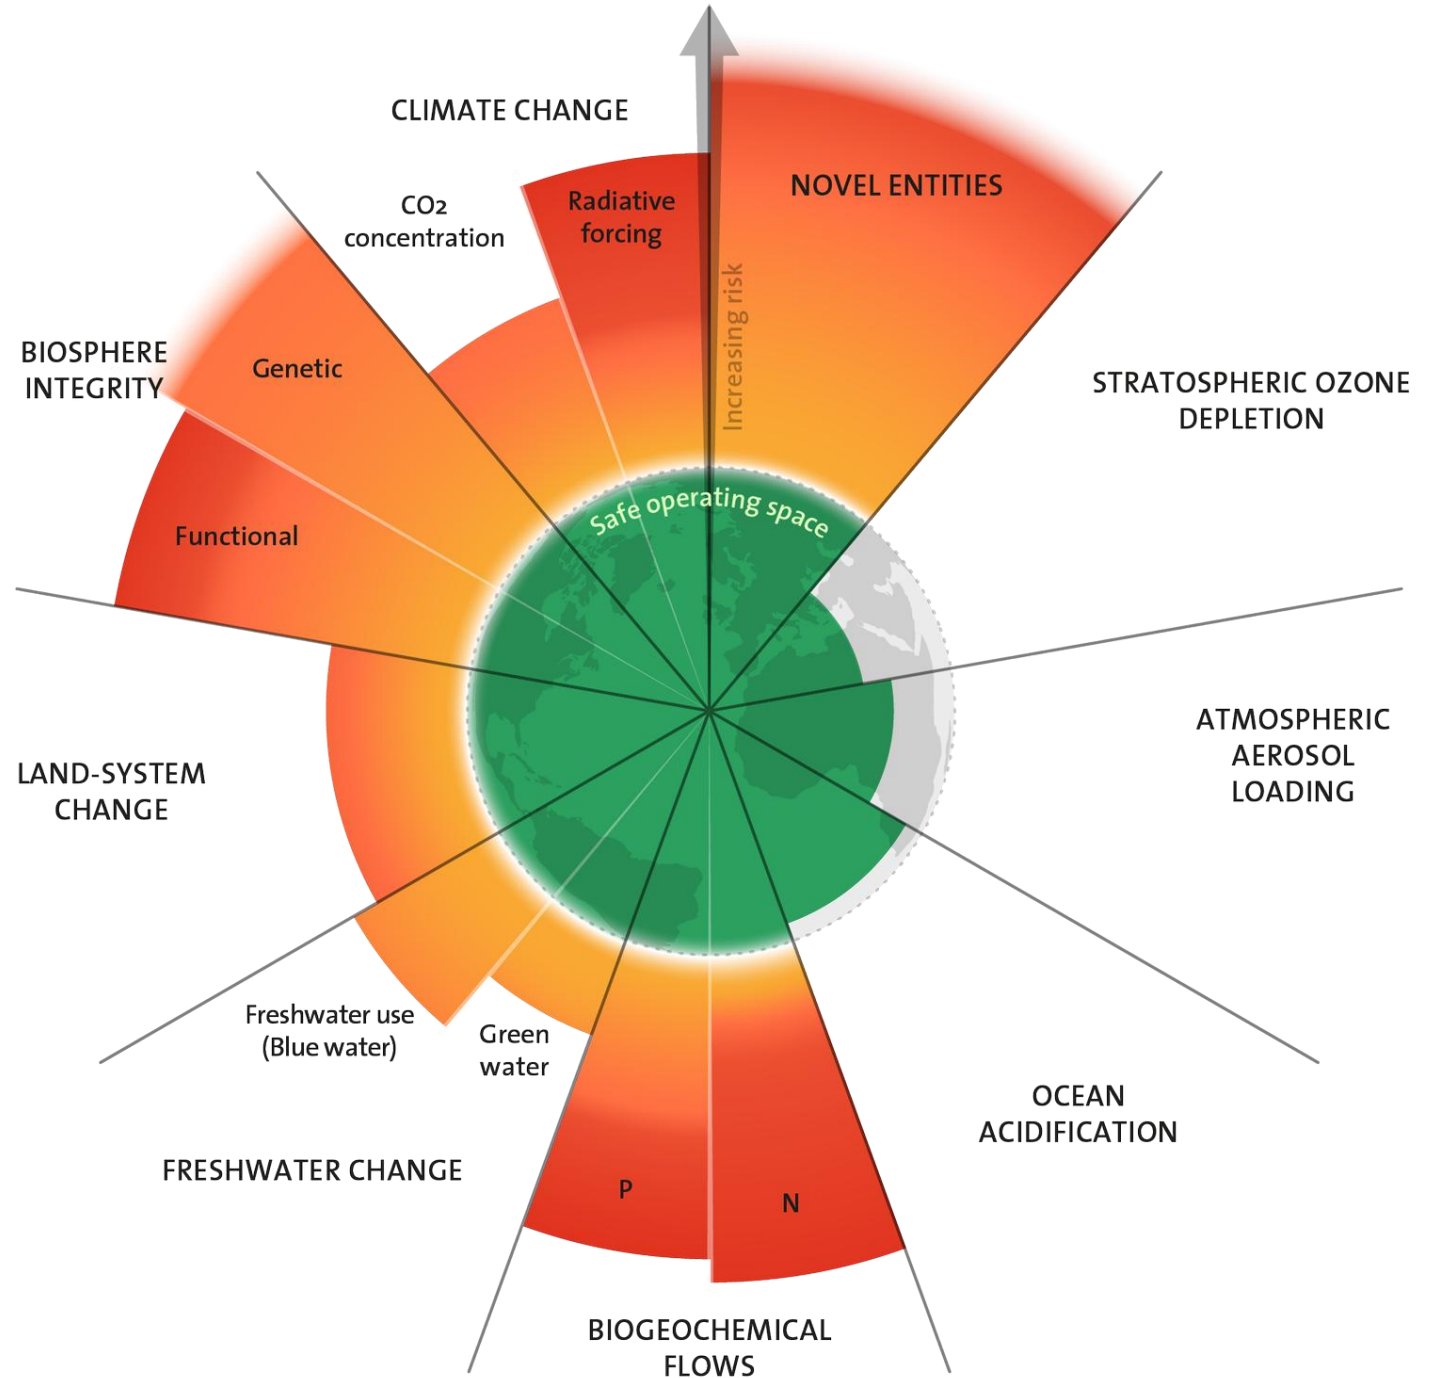 CLIMATE CHANGE
CO2
concentration
Radiative
forcing
NOVEL ENTITIES
Increasing risk
BIOSPHERE
INTEGRITY
Genetic
Functional
STRATOSPHERIC OZONE
DEPLETION
Safe operating space
ATMOSPHERIC
AEROSOL
LOADING
LAND-SYSTEM
CHANGE
Freshwater use
(Blue water)
Green
water
FRESHWATER CHANGE
P
N
OCEAN
ACIDIFICATION
BIOGEOCHEMICAL
FLOWS